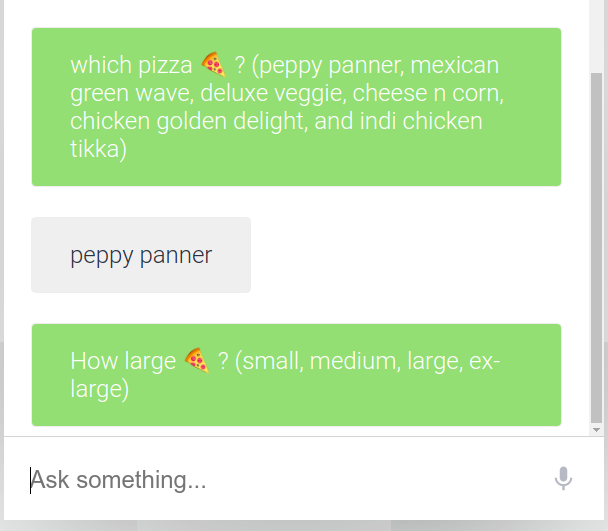 which pizza 🍕 ? (peppy panner, mexican
green wave, deluxe veggie, cheese n corn,
chicken golden delight, and indi chicken
tikka)
peppy panner
How large 🍕 ? (small, medium, large, ex-
large)
Ask something...